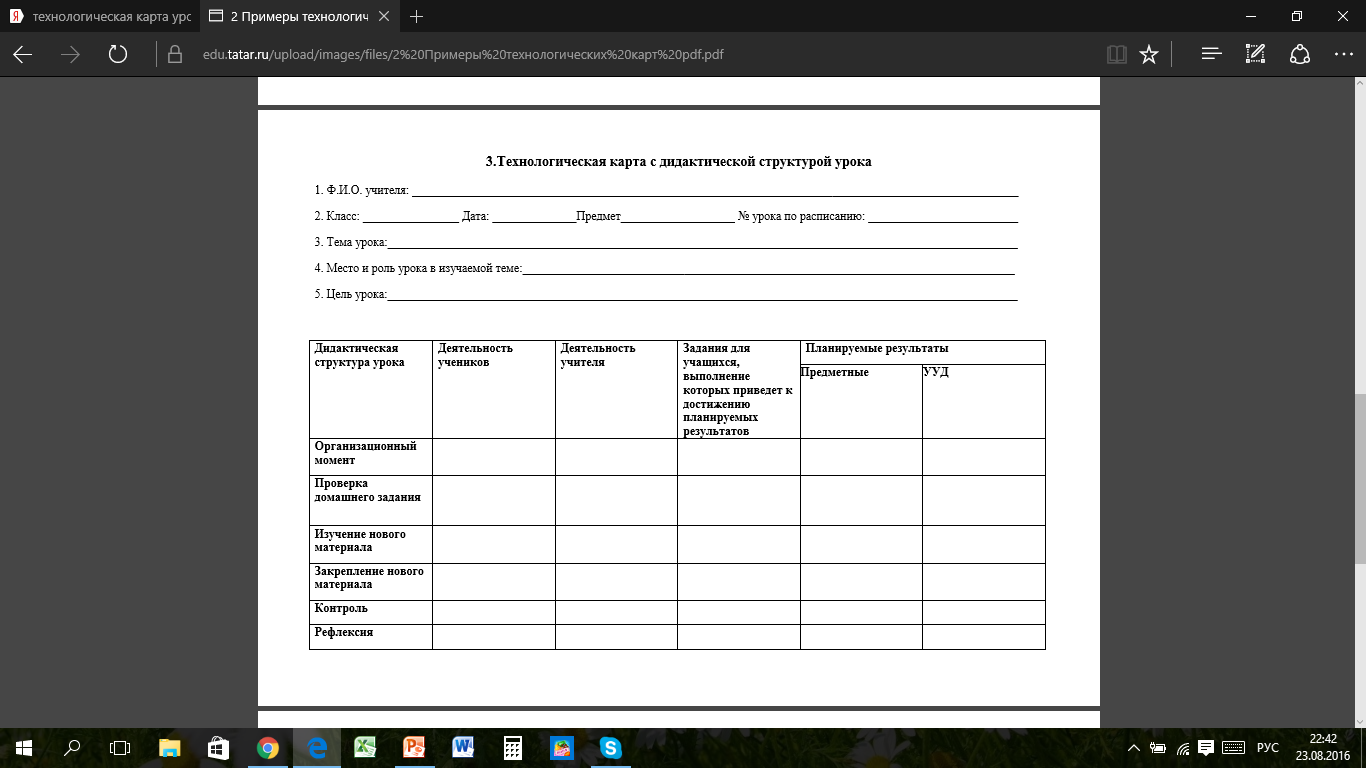 технологическая карта урс
2 Примеры технологич
edu.tatar.ru/upload/images/files/2%20Примеры%20технологических%20карт%20pdf.pdf
3.Технологическая карта с дидактической структурой урока
1. Ф.И.О. учителя:
2. Класс: Дата: Предмет № урока по расписанию:
3. Тема урока:
4. Место и роль урока в изучаемой теме:
5. Цель урока:
Дидактическая
структура урока
Деятельность
учеников
Деятельность
учителя
Задания для
учащихся,
выполнение
которых приведет к
достижению
планируемых
результатов
Планируемые результаты
Предметные
УУД
Организационный
момент
Проверка
домашнего задания
Изучение нового
материала
Закрепление нового
материала
Контроль
Рефлексия
РУС
22:42
23.08.2016